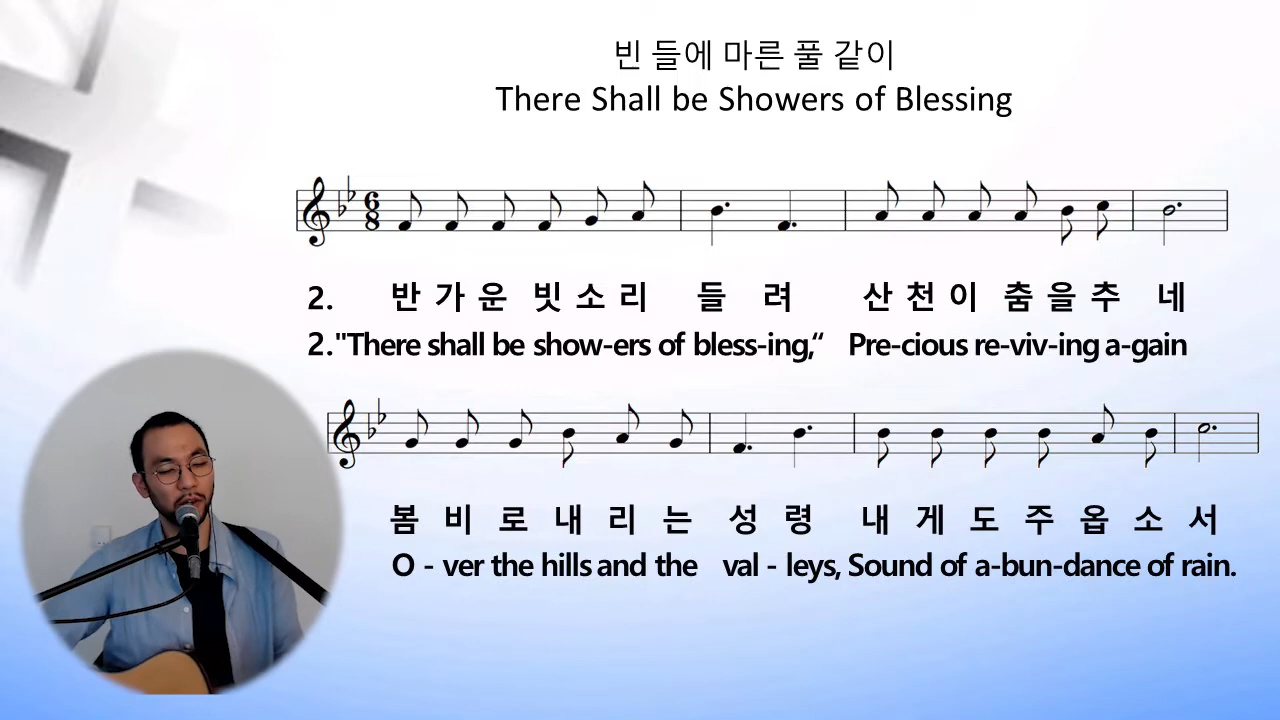 빈 들에 마른 풀 같이
There Shall be Showers of Blessing
6
8
2. 반 가 운 빗 소 리 들 려 산 천 이 춤 을 추 네
2."There shall be show-ers of bless-ing,“ Pre-cious re-viv-ing a-gain
봄 비 로 내 리 는 성 령 내 게 도 주 옵 소 서
O - ver the hills and the val - leys, Sound of a-bun-dance of rain.